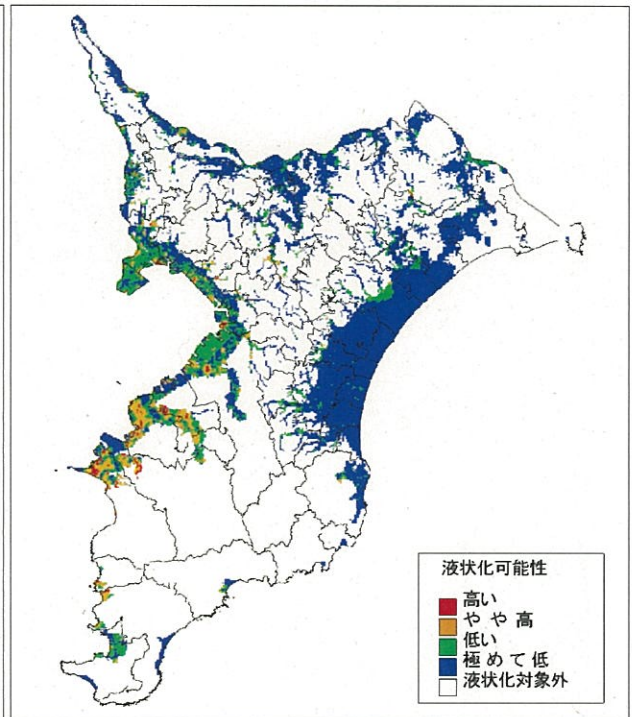 液状化可能性
高い
やや高
低い
極めて低
液状化対象外